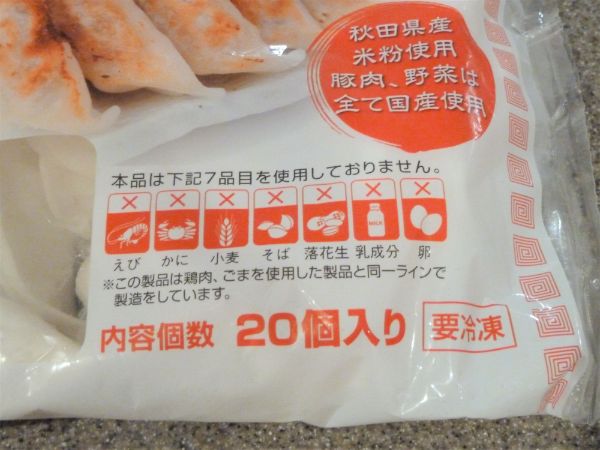 秋田県産
米粉使用
豚肉、野菜は
全て国産使用
本品は下記7品目を使用しておりません。
MILK
えび かに 小麦 そば 落花生 乳成分 卵
※この製品は鶏肉、ごまを使用した製品と同一ラインで
製造をしています。
内容個数 20個入り 要冷凍